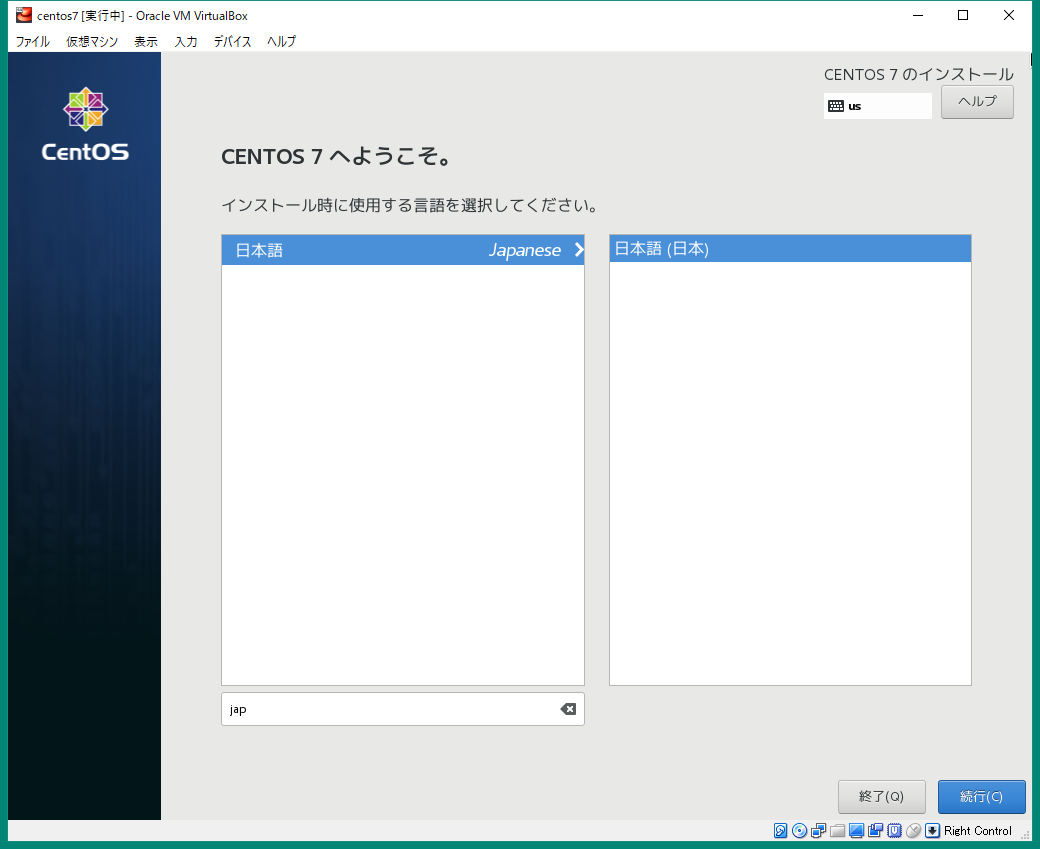 centos7 [実行中] - Oracle VM VirtualBox
ファイル 仮想マシン 表示 入力 デバイス ヘルプ
CentOS
CENTOS 7 のインストール
us
ヘルプ
CENTOS 7 へようこそ。
インストール時に使用する言語を選択してください。
日本語 Japanese
日本語 (日本)
jap
終了(Q)
続行(C)
Right Control